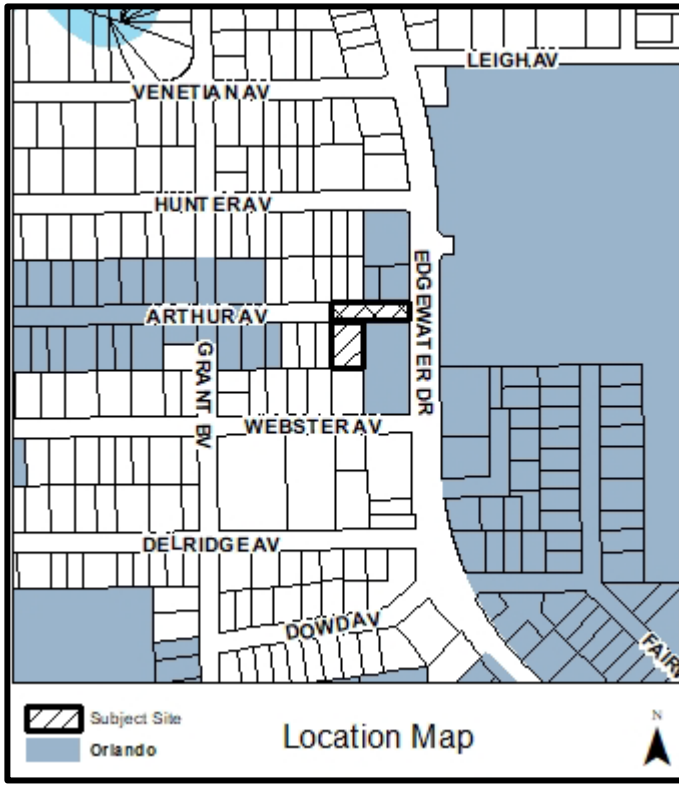 LEIGH AV
VENETIAN AV
HUNTER AV
EDGEWATER DR
ARTHUR AV
GRANT BV
WEBSTER AV
DELRIDGE AV
DOWD AV
Subject Site
Orlando
Location Map
N